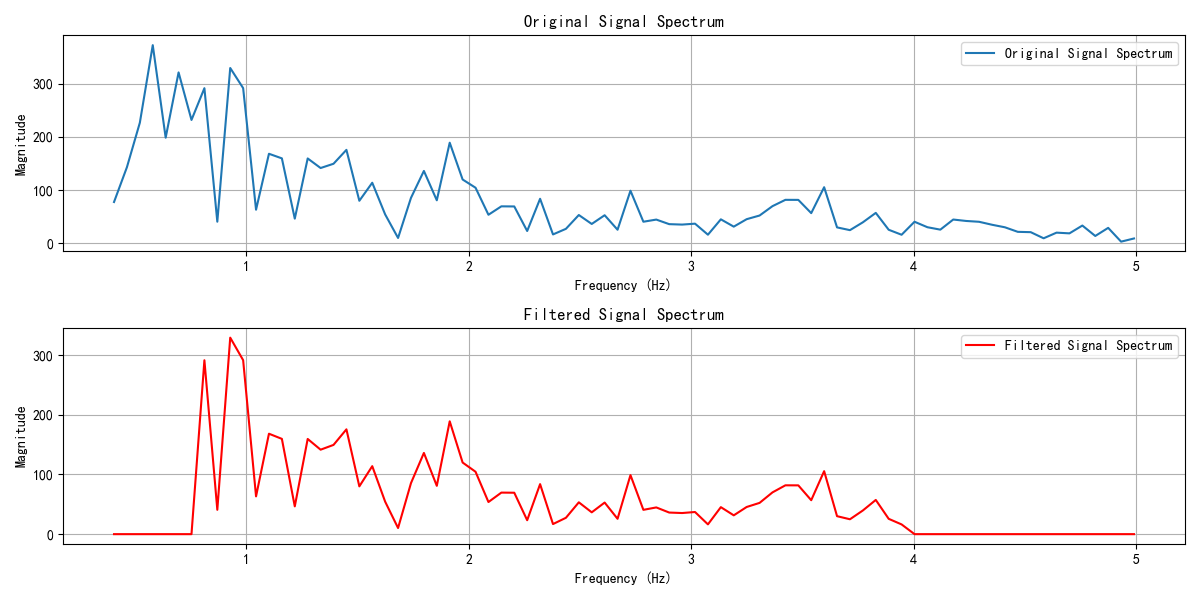 Original Signal Spectrum
Original Signal Spectrum
300
200
100
0
Magnitude
1 2 3 4 5
Frequency (Hz)
Filtered Signal Spectrum
Filtered Signal Spectrum
300
200
100
0
Magnitude
1 2 3 4 5
Frequency (Hz)